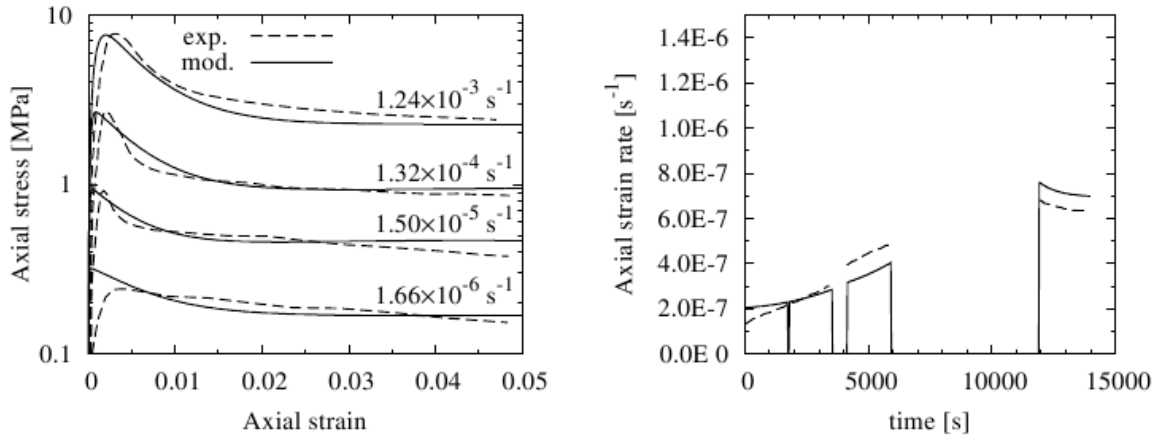 10
1
0.1
Axial stress [MPa]
exp.
mod.
1.24×10⁻³ s⁻¹
1.32×10⁻⁴ s⁻¹
1.50×10⁻⁵ s⁻¹
1.66×10⁻⁶ s⁻¹
0 0.01 0.02 0.03 0.04 0.05
Axial strain
1.4E-6
1.2E-6
1.0E-6
8.0E-7
6.0E-7
4.0E-7
2.0E-7
0.0E 0
Axial strain rate [s⁻¹]
0 5000 10000 15000
time [s]